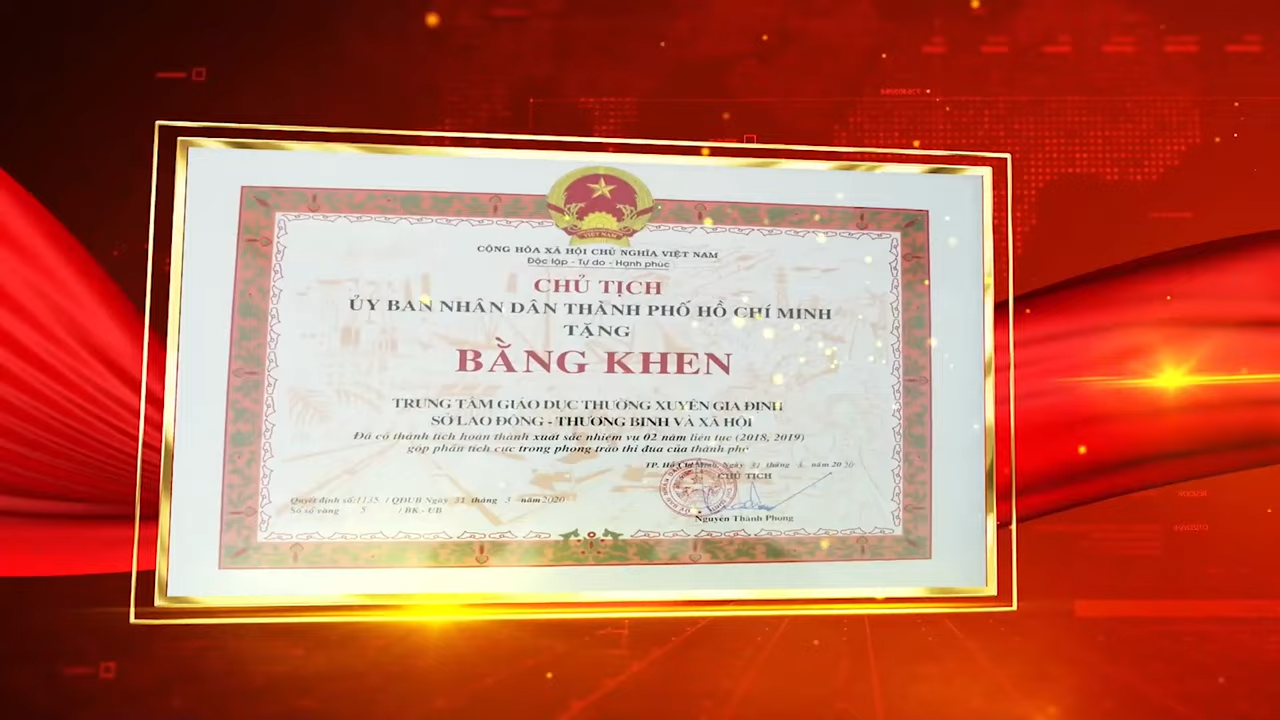 VIỆT NAM
CỘNG HÒA XÃ HỘI CHỦ NGHĨA VIỆT NAM
Độc lập - Tự do - Hạnh phúc
CHỦ TỊCH
ỦY BAN NHÂN DÂN THÀNH PHỐ HỒ CHÍ MINH
TẶNG
BẰNG KHEN
TRUNG TÂM GIÁO DỤC THƯỜNG XUYÊN GIA ĐỊNH
SỞ LAO ĐỘNG - THƯƠNG BINH VÀ XÃ HỘI
Đã có thành tích hoàn thành xuất sắc nhiệm vụ 02 năm liên tục (2018, 2019)
góp phần tích cực trong phong trào thi đua của thành phố
TP. Hồ Chí Minh, Ngày 31 tháng 3 năm 2020
CHỦ TỊCH
Quyết định số: 1135 / QĐUB Ngày 31 tháng 3 năm 2020
Số sổ vàng 5 / BK - UB
Nguyễn Thành Phong